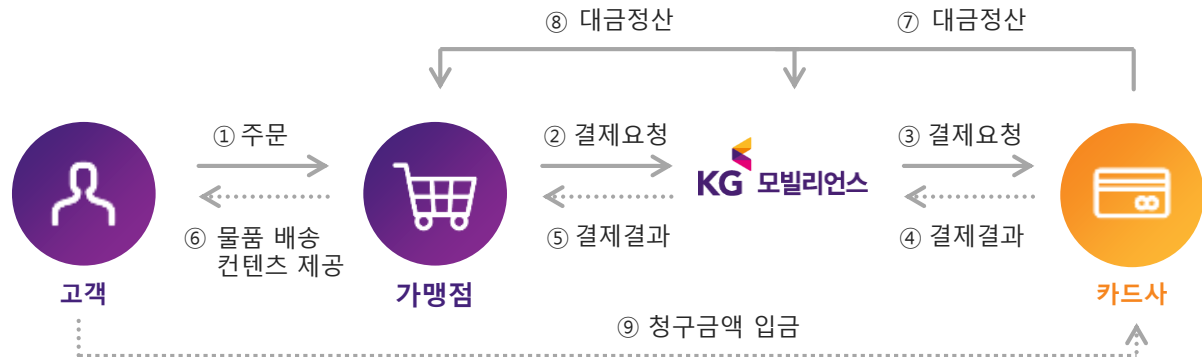 ⑧ 대금정산
⑦ 대금정산
① 주문
② 결제요청
③ 결제요청
KG 모빌리언스
⑥ 물품 배송
컨텐츠 제공
⑤ 결제결과
④ 결제결과
고객
가맹점
카드사
⑨ 청구금액 입금